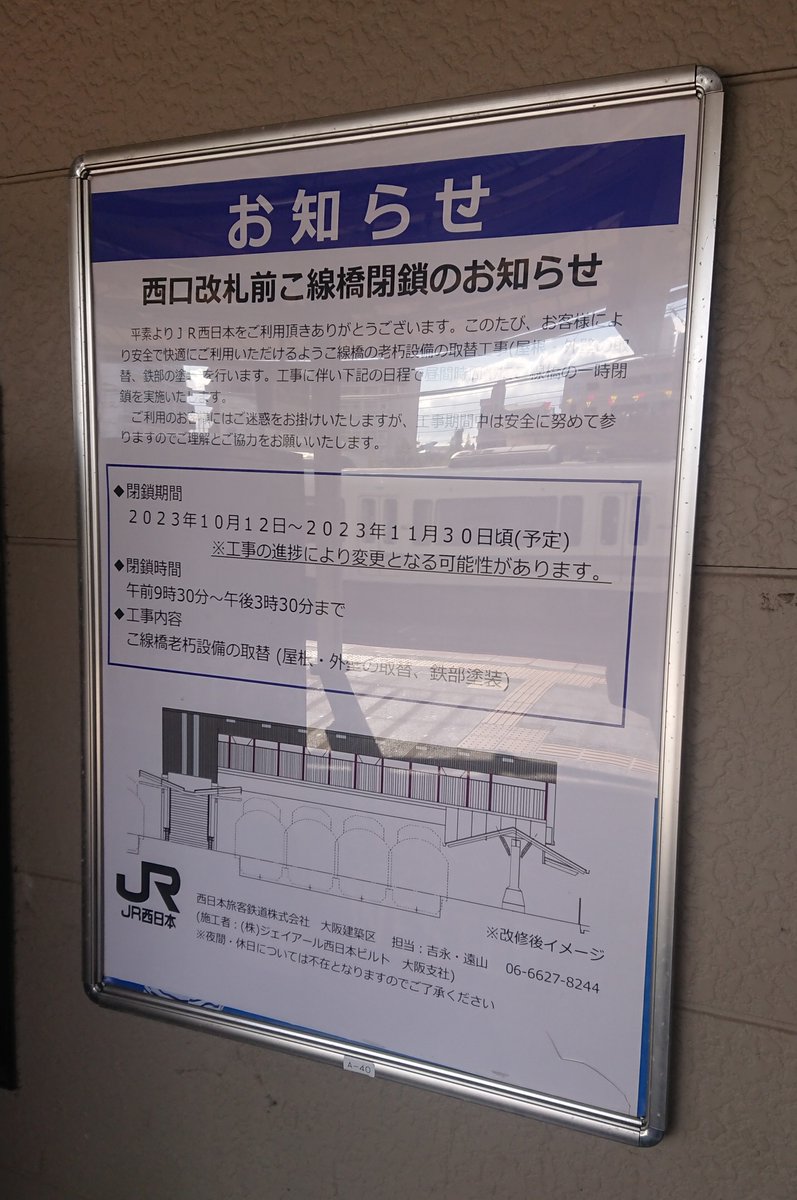 お知らせ
西口改札前こ線橋閉鎖のお知らせ
平素よりＪＲ西日本をご利用頂きありがとうございます。このたび、お客様によ
り安全で快適にご利用いただけるようこ線橋の老朽設備の取替工事(屋根・外壁の取
替、鉄部の塗装を行います。工事に伴い下記の日程で昼間時間 線橋の一時閉
鎖を実施いたします。
ご利用のお客様にはご迷惑をお掛けいたしますが、工事期間中は安全に努めて参
りますのでご理解とご協力をお願いいたします。
◆閉鎖期間
２０２３年１０月１２日～２０２３年１１月３０日頃(予定)
※工事の進捗により変更となる可能性があります。
◆閉鎖時間
午前9時30分～午後3時30分まで
◆工事内容
こ線橋老朽設備の取替 (屋根・外壁の取替、鉄部塗装)
JR
JR西日本
※改修後イメージ
西日本旅客鉄道株式会社 大阪建築区 担当：吉永・遠山 06-6627-8244
(施工者：(株)ジェイアール西日本ビルト 大阪支社)
※夜間・休日については不在となりますのでご了承ください
A-40